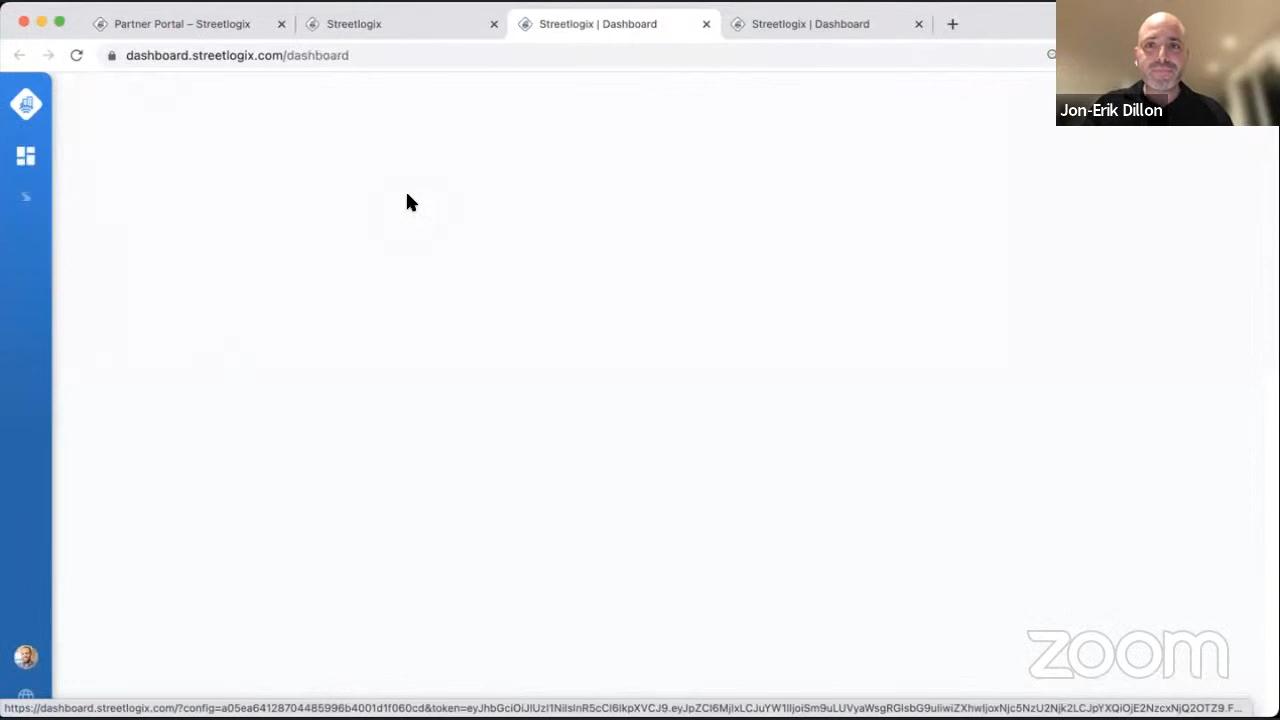 Partner Portal – Streetlogix
Streetlogix
Streetlogix | Dashboard
Streetlogix | Dashboard
dashboard.streetlogix.com/dashboard
Jon-Erik Dillon
zoom